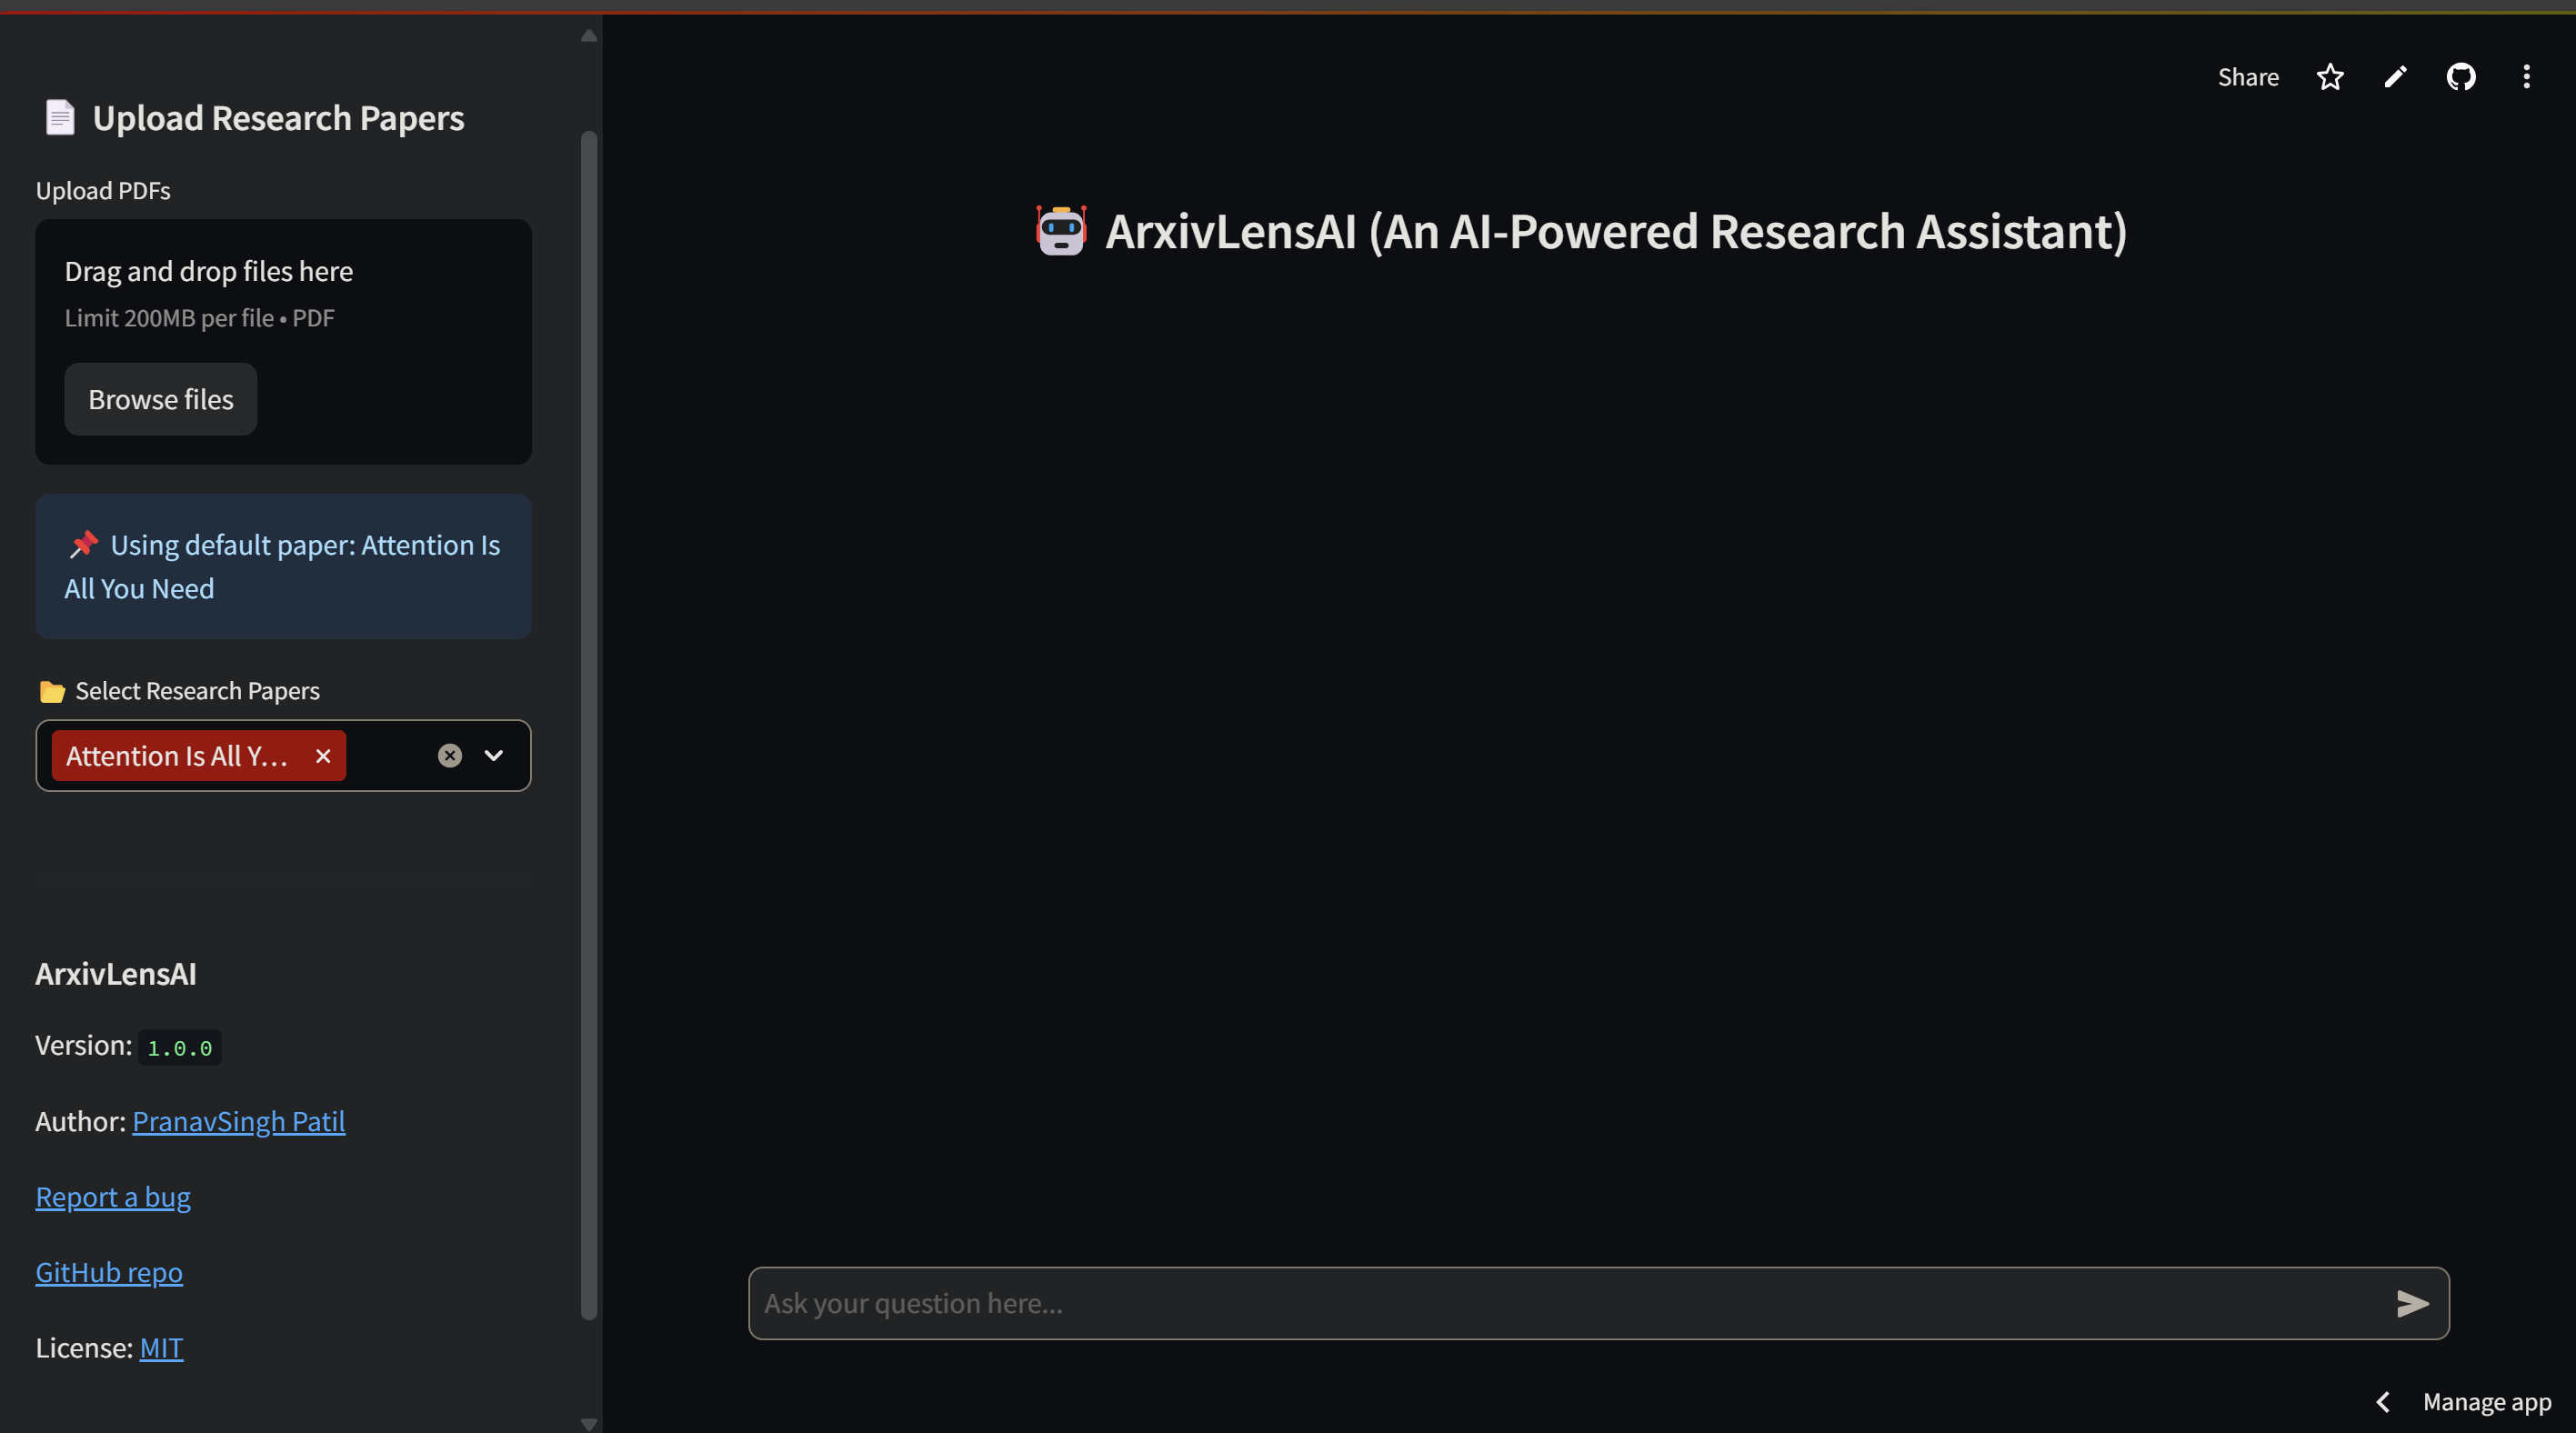 Upload Research Papers
Upload PDFs
Drag and drop files here
Limit 200MB per file • PDF
Browse files
Using default paper: Attention Is
All You Need
Select Research Papers
Attention Is All Y...
ArxivLensAI
Version: 1.0.0
Author: PranavSingh Patil
Report a bug
GitHub repo
License: MIT
Share
ArxivLensAI (An AI-Powered Research Assistant)
Ask your question here...
Manage app